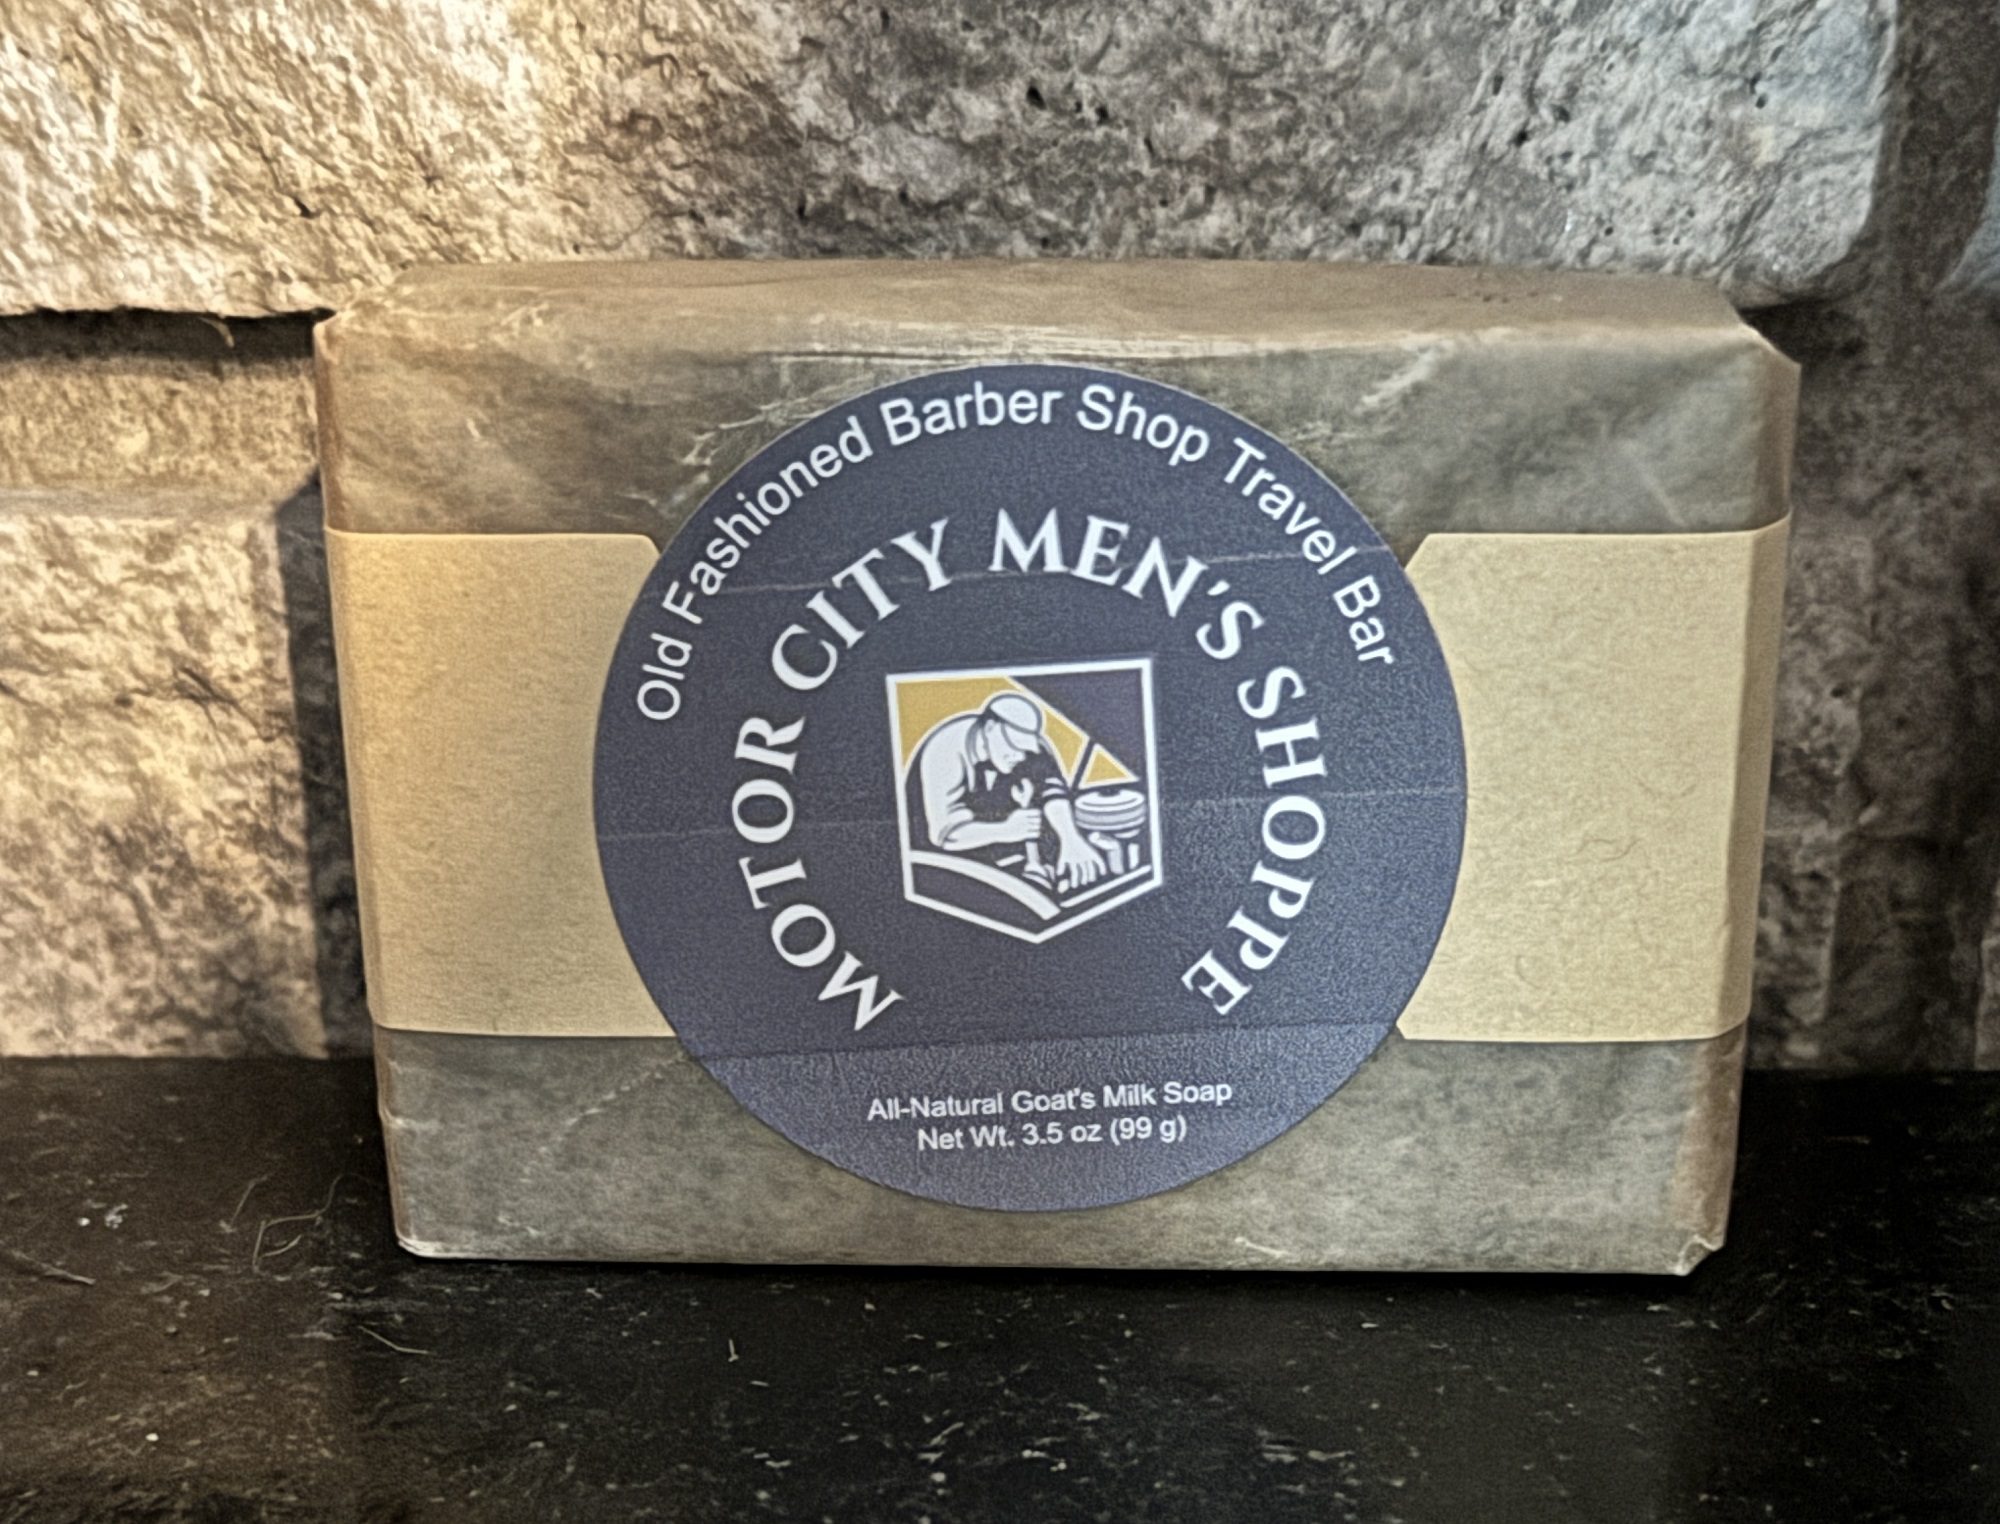 Old Fashioned Barber Shop Travel Bar
MOTOR CITY MEN'S SHOPPE
All-Natural Goat's Milk Soap
Net Wt. 3.5 oz (99 g)